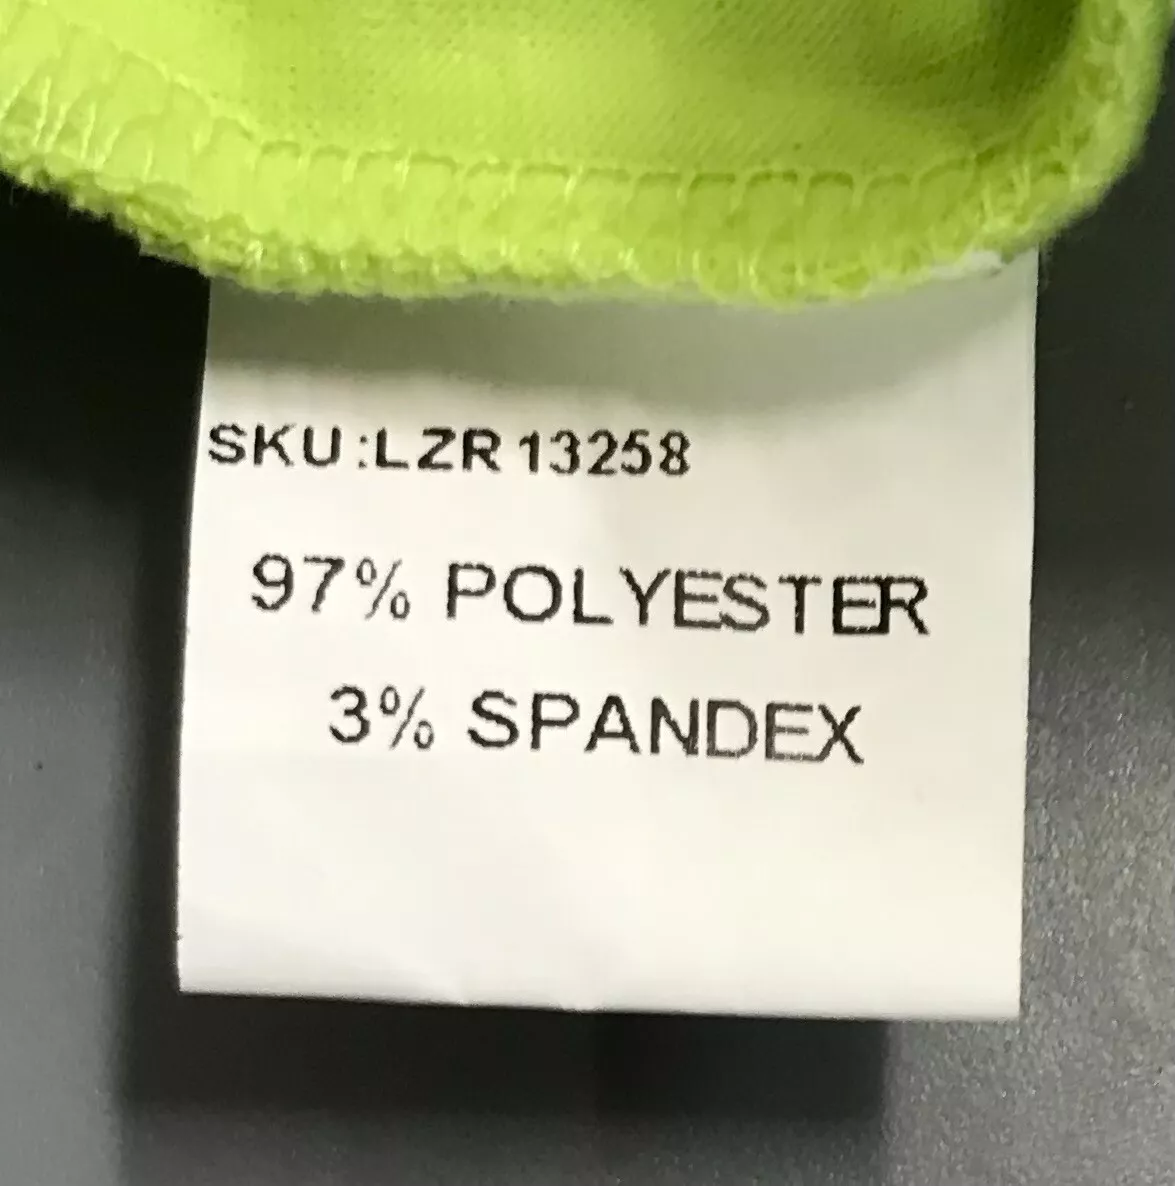 SKU:LZR 13258
97% POLYESTER
3% SPANDEX